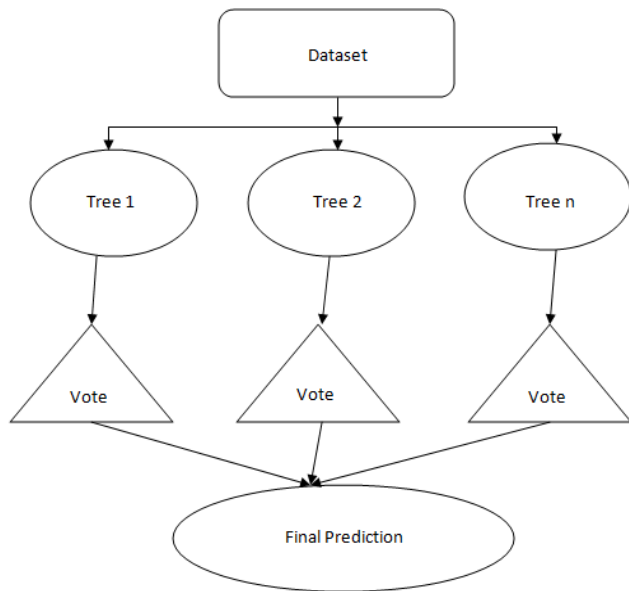 Dataset
Tree 1
Tree 2
Tree n
Vote
Vote
Vote
Final Prediction